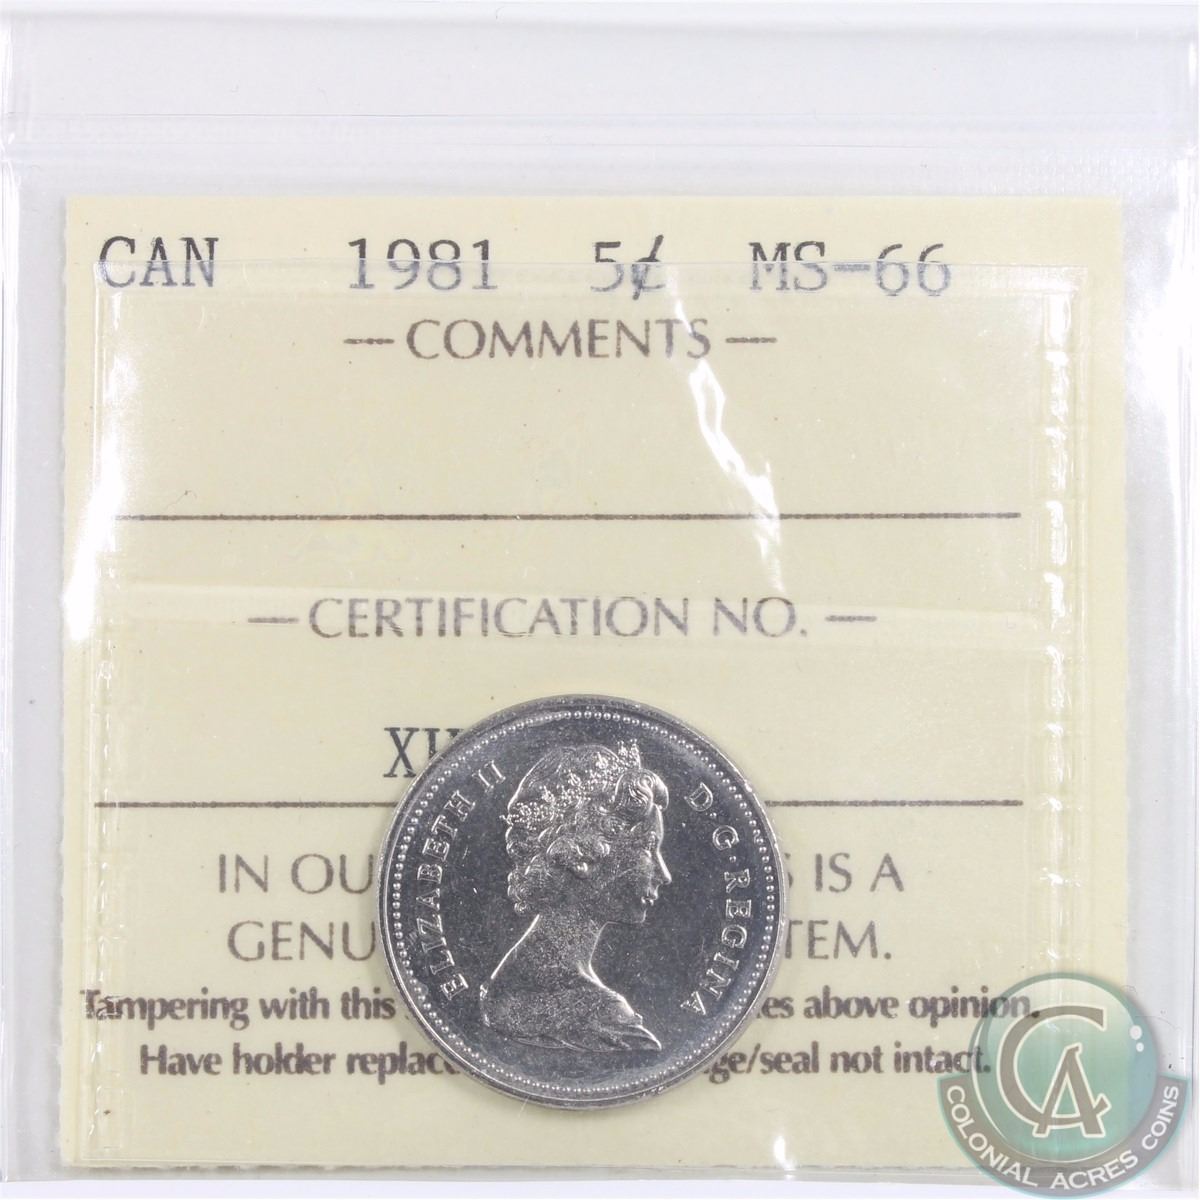 CAN 1981 5¢ MS-66
— COMMENTS —
— CERTIFICATION NO. —
ELIZABETH II D·G·REGINA
IN OU S IS A
GENU TEM.
Tampering with this es above opinion.
Have holder replac ge/seal not intact.
CA
COLONIAL ACRES COINS